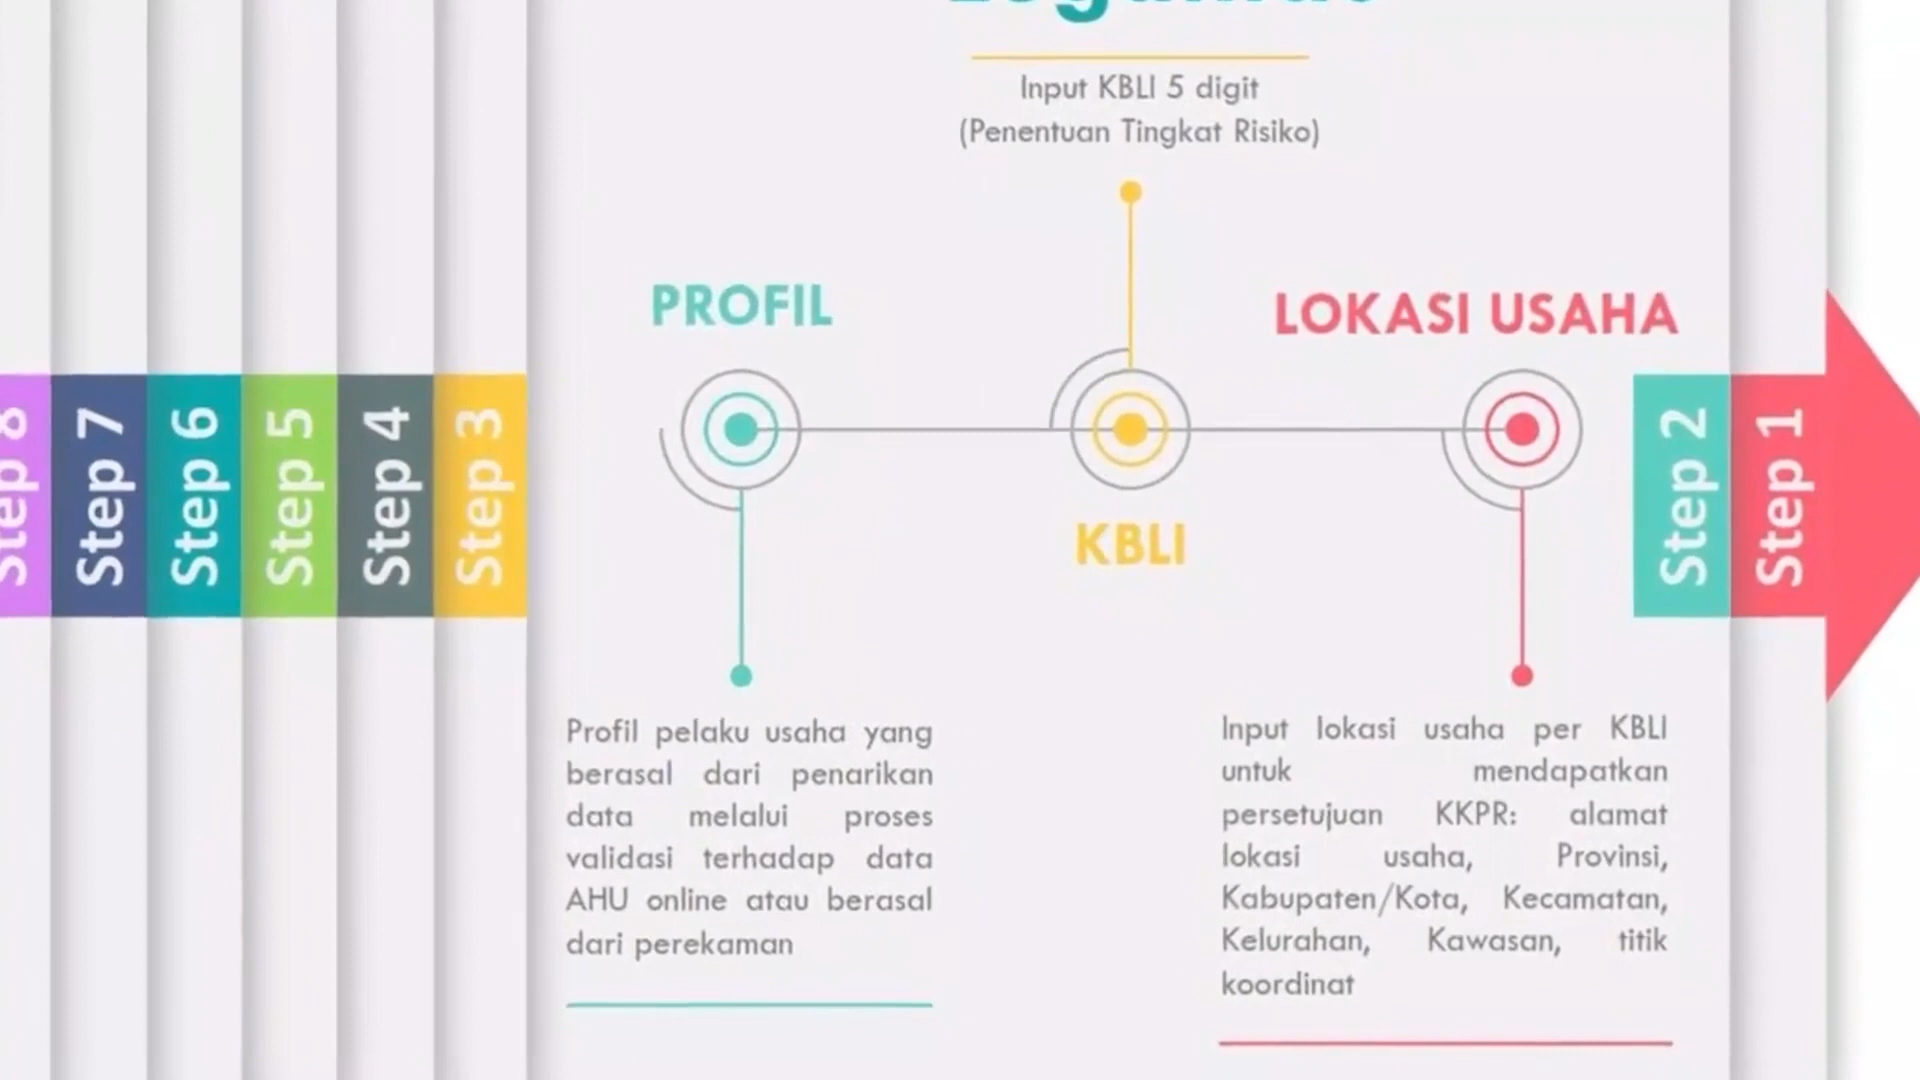 Input KBLI 5 digit
(Penentuan Tingkat Risiko)
PROFIL
LOKASI USAHA
KBLI
Step 8
Step 7
Step 6
Step 5
Step 4
Step 3
Step 2
Step 1
Profil pelaku usaha yang
berasal dari penarikan
data melalui proses
validasi terhadap data
AHU online atau berasal
dari perekaman
Input lokasi usaha per KBLI
untuk mendapatkan
persetujuan KKPR: alamat
lokasi usaha, Provinsi,
Kabupaten/Kota, Kecamatan,
Kelurahan, Kawasan, titik
koordinat